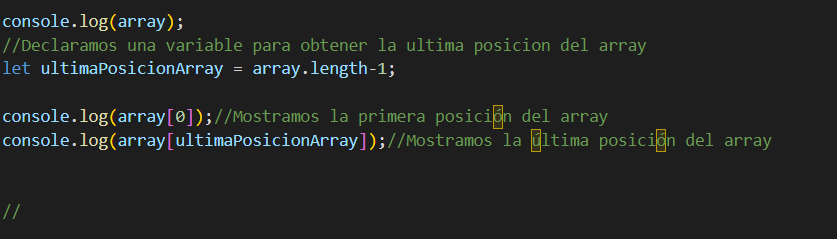 console.log(array);
//Declaramos una variable para obtener la ultima posicion del array
let ultimaPosicionArray = array.length-1;
console.log(array[0]);//Mostramos la primera posición del array
console.log(array[ultimaPosicionArray]);//Mostramos la última posición del array
//